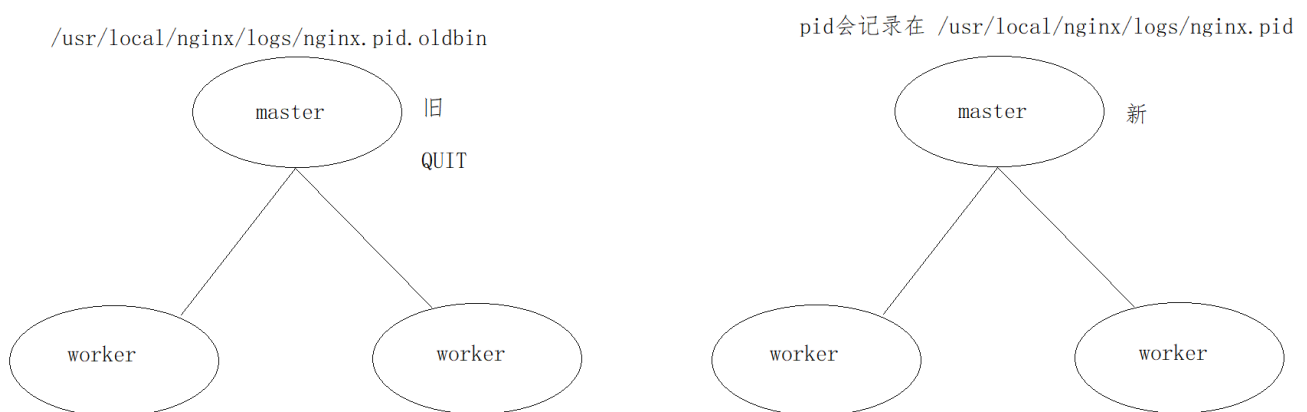 /usr/local/nginx/logs/nginx.pid.oldbin
master
旧
QUIT
worker
worker
pid会记录在 /usr/local/nginx/logs/nginx.pid
master
新
worker
worker